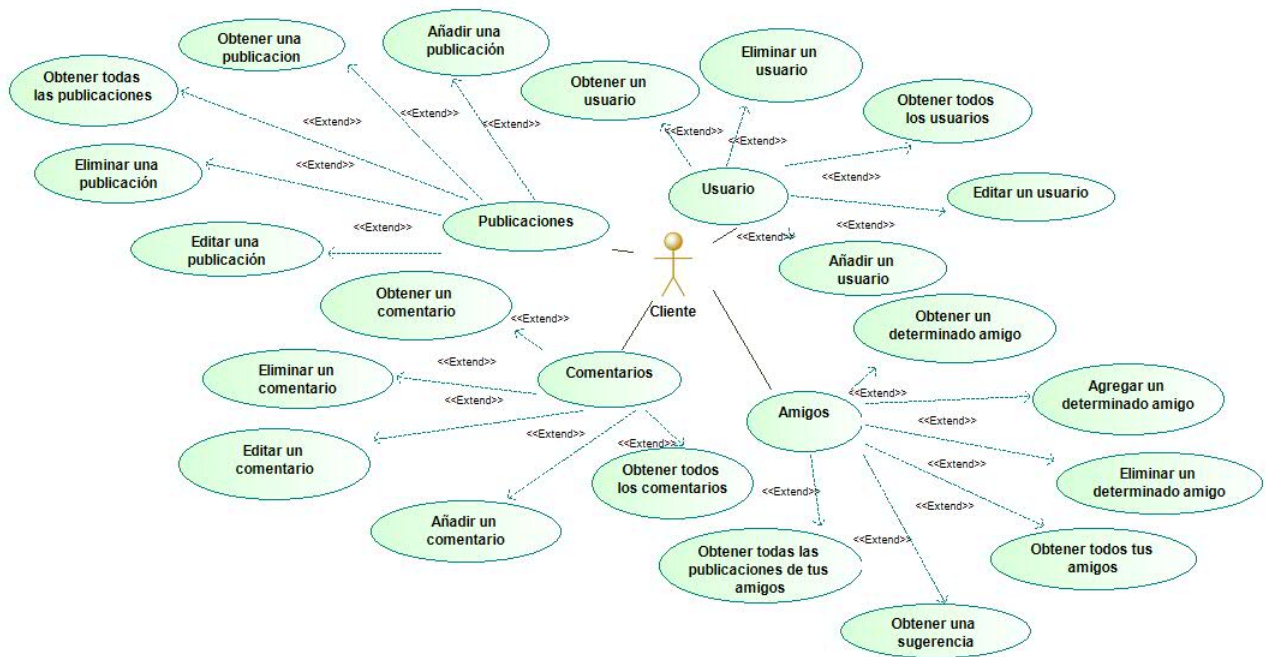 Obtener una
publicacion
Añadir una
publicación
Obtener todas
las publicaciones
Eliminar una
publicación
Editar una
publicación
<<Extend>>
<<Extend>>
<<Extend>>
<<Extend>>
<<Extend>>
Publicaciones
Obtener un
usuario
Eliminar un
usuario
Obtener todos
los usuarios
Editar un usuario
Añadir un
usuario
<<Extend>>
<<Extend>>
<<Extend>>
<<Extend>>
<<Extend>>
Usuario
Cliente
Obtener un
comentario
Eliminar un
comentario
Editar un
comentario
Añadir un
comentario
Obtener todos
los comentarios
<<Extend>>
<<Extend>>
<<Extend>>
<<Extend>>
<<Extend>>
Comentarios
Amigos
Obtener un
determinado amigo
Agregar un
determinado amigo
Eliminar un
determinado amigo
Obtener todos tus
amigos
Obtener una
sugerencia
Obtener todas las
publicaciones de tus
amigos
<<Extend>>
<<Extend>>
<<Extend>>
<<Extend>>
<<Extend>>
<<Extend>>